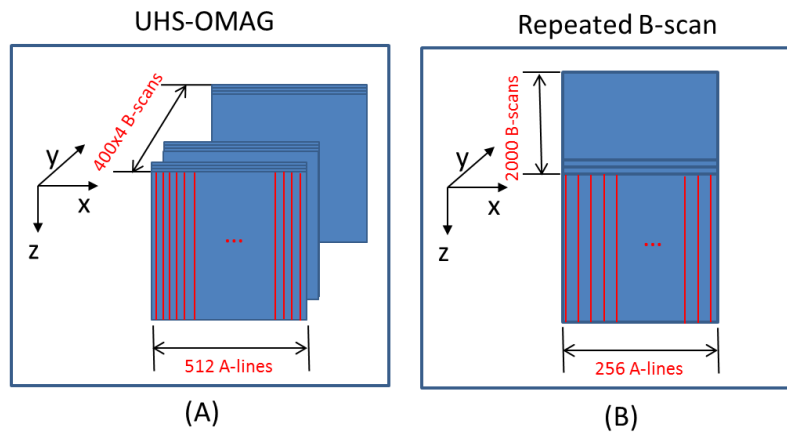 UHS-OMAG
Repeated B-scan
400x4 B-scans
y
x
z
...
512 A-lines
(A)
2000 B-scans
y
x
z
...
256 A-lines
(B)